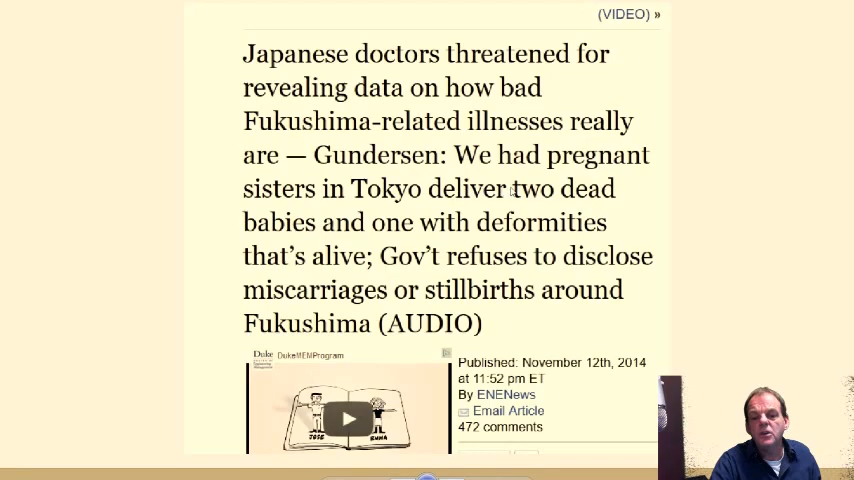 (VIDEO) »
Japanese doctors threatened for
revealing data on how bad
Fukushima-related illnesses really
are — Gundersen: We had pregnant
sisters in Tokyo deliver two dead
babies and one with deformities
that’s alive; Gov’t refuses to disclose
miscarriages or stillbirths around
Fukushima (AUDIO)
Duke DukeMEMProgram
JOSE EMMA
Published: November 12th, 2014
at 11:52 pm ET
By ENENews
Email Article
472 comments